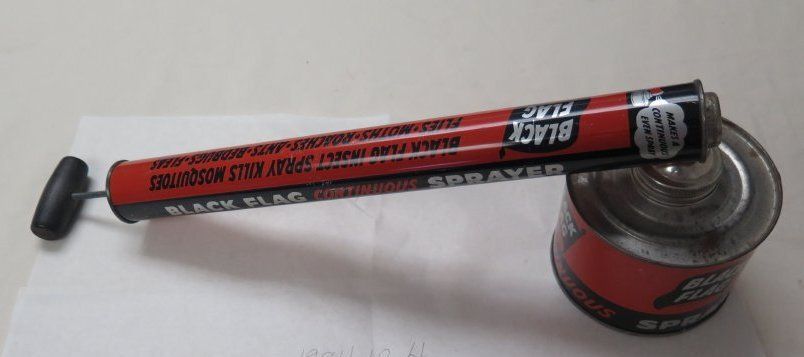 BLACK
FLAG
MAKES A
CONTINUOUS
EVEN SPRAY
BLACK FLAG INSECT SPRAY KILLS MOSQUITOES
FLIES·MOTHS·ROACHES·ANTS·BEDBUGS·FLEAS
BLACK FLAG CONTINUOUS SPRAYER
BLACK
FLAG